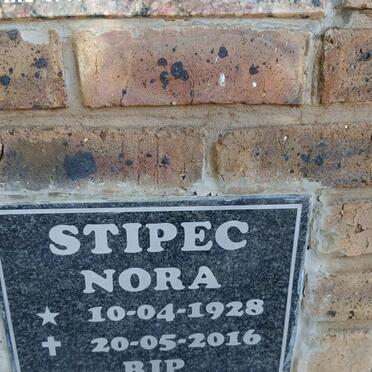 STIPEC
NORA
★ 10-04-1928
✝ 20-05-2016
RIP